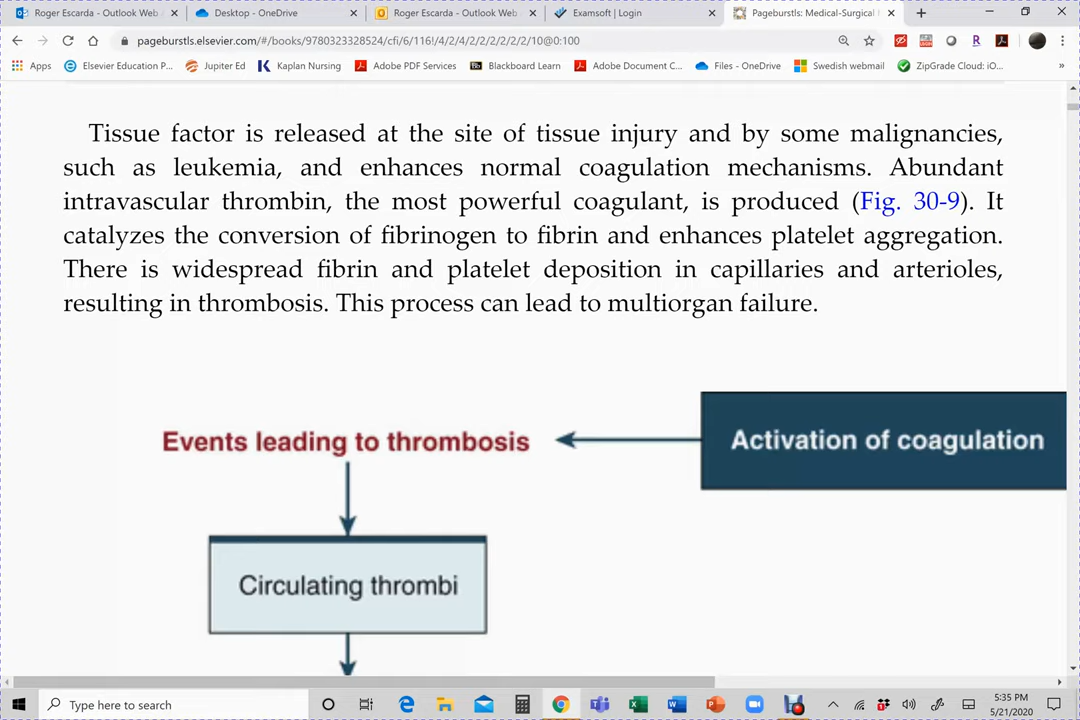 Roger Escarda - Outlook Web
Desktop - OneDrive
Roger Escarda - Outlook Web
Examsoft | Login
Pageburstls: Medical-Surgical
pageburstls.elsevier.com/#/books/9780323328524/cfi/6/116!/4/2/4/2/2/2/2/2/2/10@0:100
Apps
Elsevier Education P...
Jupiter Ed
Kaplan Nursing
Adobe PDF Services
Blackboard Learn
Adobe Document C...
Files - OneDrive
Swedish webmail
ZipGrade Cloud: iO...
Tissue factor is released at the site of tissue injury and by some malignancies,
such as leukemia, and enhances normal coagulation mechanisms. Abundant
intravascular thrombin, the most powerful coagulant, is produced (Fig. 30-9). It
catalyzes the conversion of fibrinogen to fibrin and enhances platelet aggregation.
There is widespread fibrin and platelet deposition in capillaries and arterioles,
resulting in thrombosis. This process can lead to multiorgan failure.
Events leading to thrombosis
Activation of coagulation
Circulating thrombi
Type here to search
5:35 PM
5/21/2020